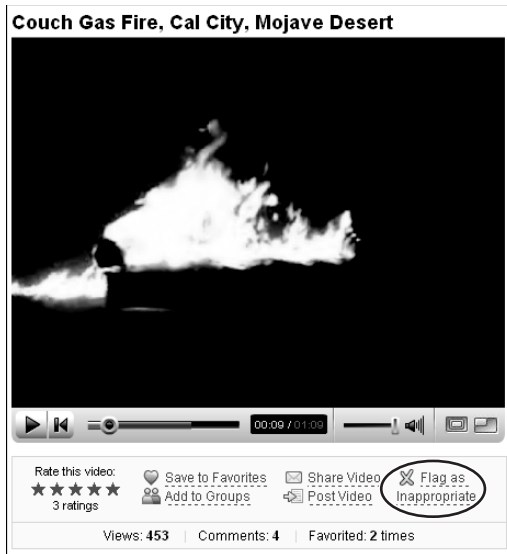 Couch Gas Fire, Cal City, Mojave Desert
00:09 / 01:09
Rate this video:
3 ratings
Save to Favorites
Add to Groups
Share Video
Post Video
Flag as
Inappropriate
Views: 453 | Comments: 4 | Favorited: 2 times